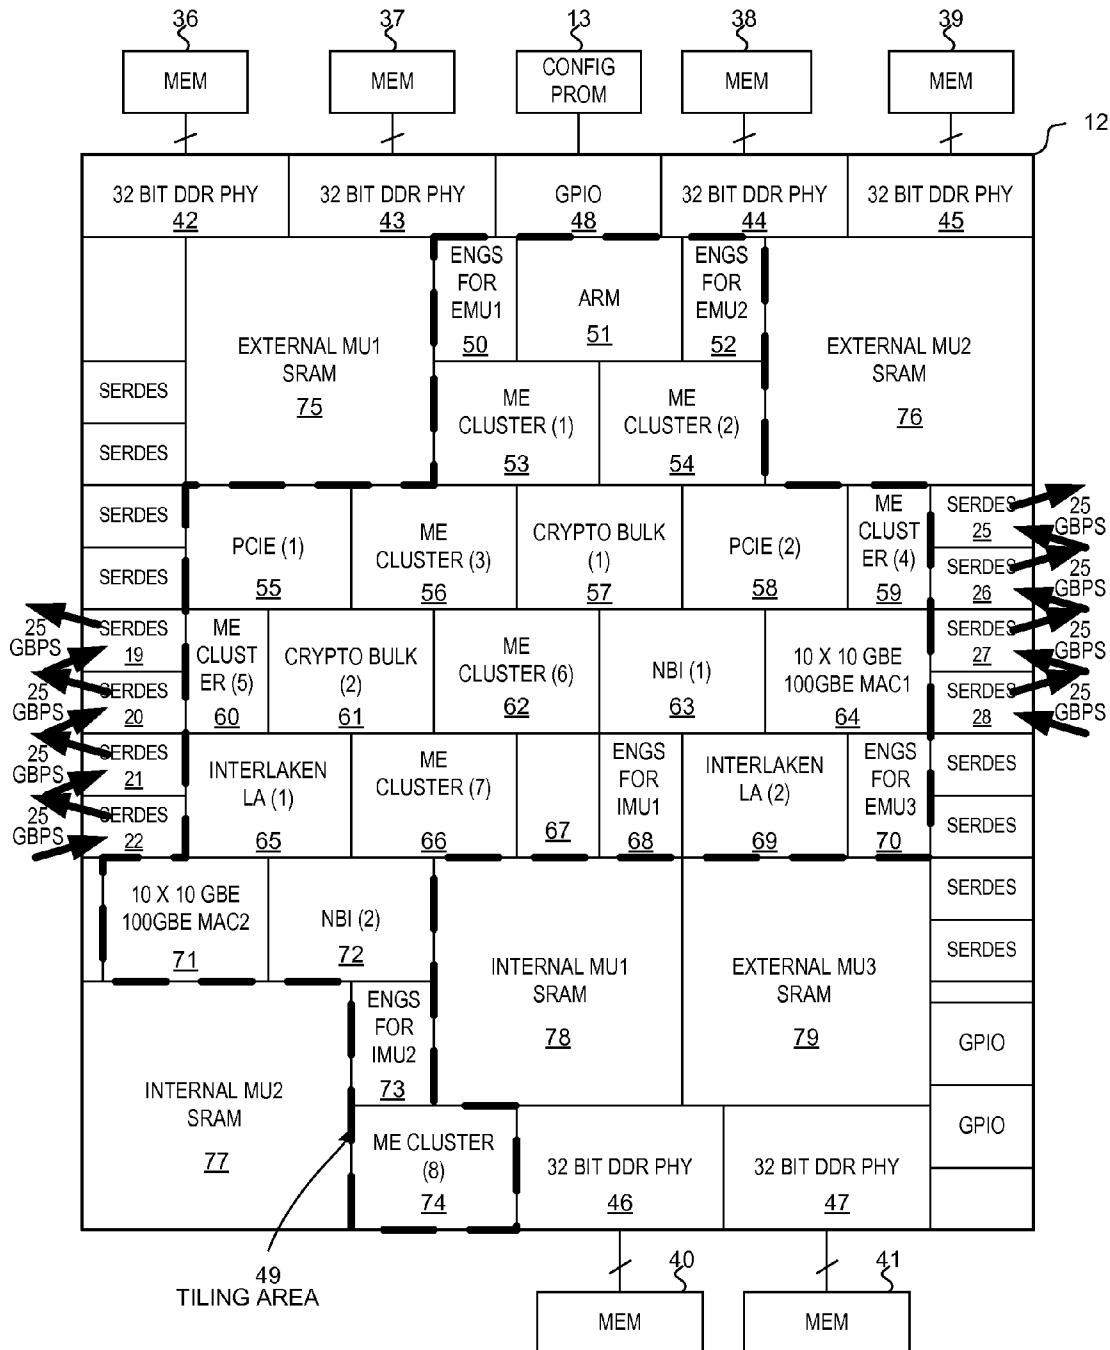 36
37
13
38
39
MEM
MEM
CONFIG
PROM
MEM
MEM
12
32 BIT DDR PHY
42
32 BIT DDR PHY
43
GPIO
48
32 BIT DDR PHY
44
32 BIT DDR PHY
45
EXTERNAL MU1
SRAM
75
ENGS
FOR
EMU1
50
ARM
51
ENGS
FOR
EMU2
52
EXTERNAL MU2
SRAM
76
SERDES
SERDES
ME
CLUSTER (1)
53
ME
CLUSTER (2)
54
SERDES
SERDES
PCIE (1)
55
ME
CLUSTER (3)
56
CRYPTO BULK
(1)
57
PCIE (2)
58
ME
CLUST
ER (4)
59
SERDES
25
SERDES
26
25
GBPS
25
GBPS
25
GBPS
25
GBPS
SERDES
19
SERDES
20
ME
CLUST
ER (5)
60
CRYPTO BULK
(2)
61
ME
CLUSTER (6)
62
NBI (1)
63
10 X 10 GBE
100GBE MAC1
64
SERDES
27
SERDES
28
25
GBPS
25
GBPS
25
GBPS
25
GBPS
SERDES
21
SERDES
22
INTERLAKEN
LA (1)
65
ME
CLUSTER (7)
66
67
ENGS
FOR
IMU1
68
INTERLAKEN
LA (2)
69
ENGS
FOR
EMU3
70
SERDES
SERDES
10 X 10 GBE
100GBE MAC2
71
NBI (2)
72
INTERNAL MU1
SRAM
78
EXTERNAL MU3
SRAM
79
SERDES
SERDES
INTERNAL MU2
SRAM
77
ENGS
FOR
IMU2
73
GPIO
GPIO
ME CLUSTER
(8)
74
32 BIT DDR PHY
46
32 BIT DDR PHY
47
49
TILING AREA
40
41
MEM
MEM